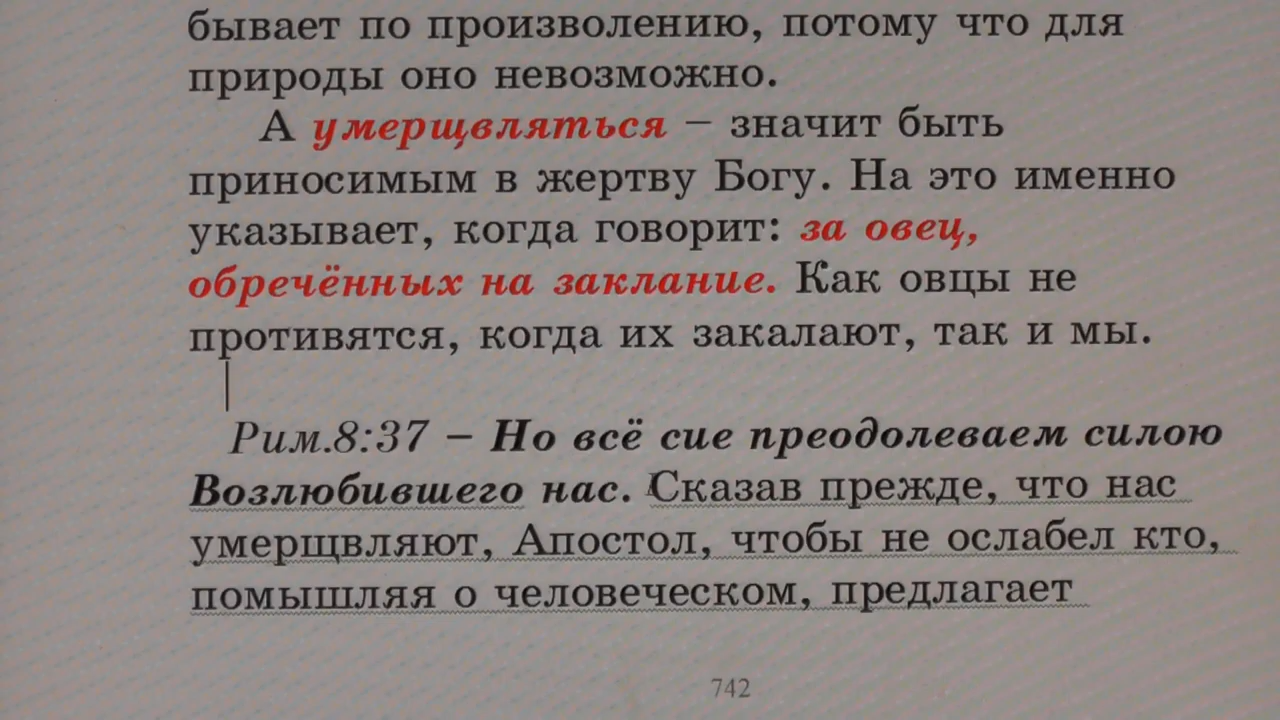 бывает по произволению, потому что для
природы оно невозможно.
А умерщвляться – значит быть
приносимым в жертву Богу. На это именно
указывает, когда говорит: за овец,
обречённых на заклание. Как овцы не
противятся, когда их закалают, так и мы.
Рим.8:37 – Но всё сие преодолеваем силою
Возлюбившего нас. Сказав прежде, что нас
умерщвляют, Апостол, чтобы не ослабел кто,
помышляя о человеческом, предлагает
742